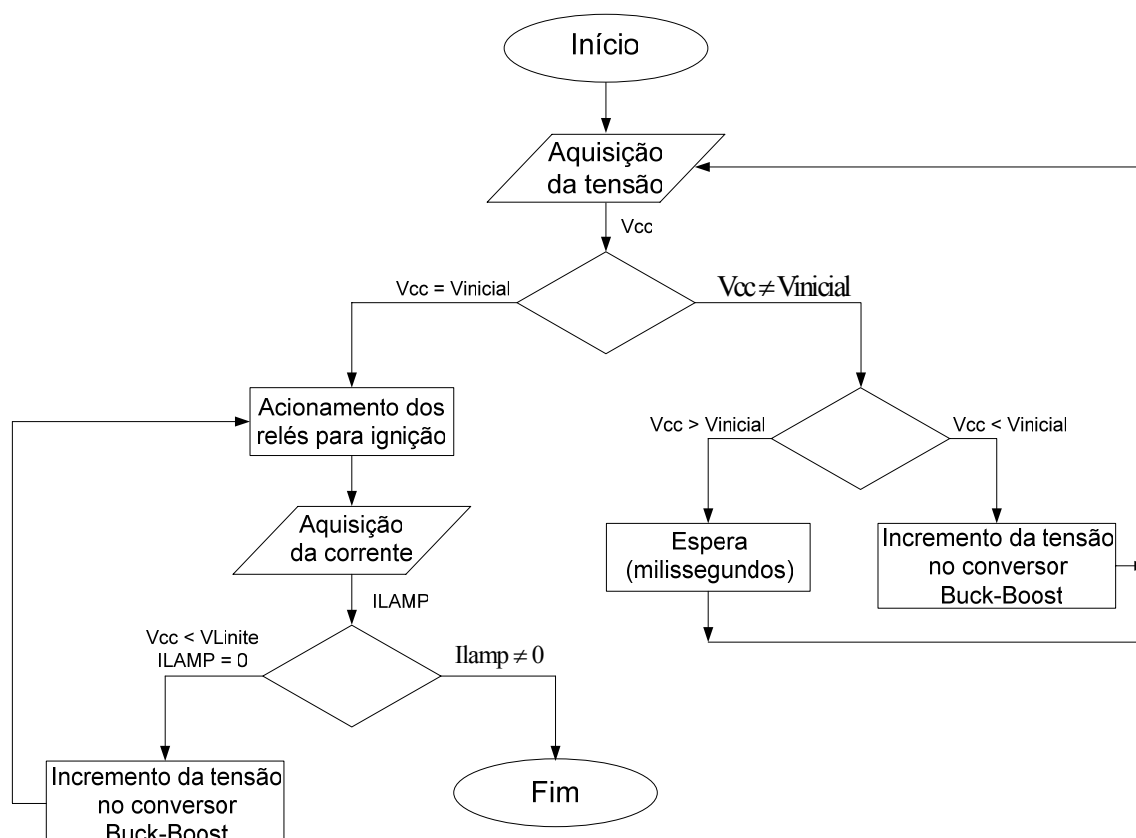 Início
Aquisição
da tensão
Vcc
Vcc = Vinicial
Vcc ≠ Vinicial
Acionamento dos
relés para ignição
Vcc > Vinicial
Vcc < Vinicial
Aquisição
da corrente
Espera
(milissegundos)
Incremento da tensão
no conversor
Buck-Boost
ILAMP
Vcc < VLinite
ILAMP = 0
Ilamp ≠ 0
Incremento da tensão
no conversor
Buck-Boost
Fim